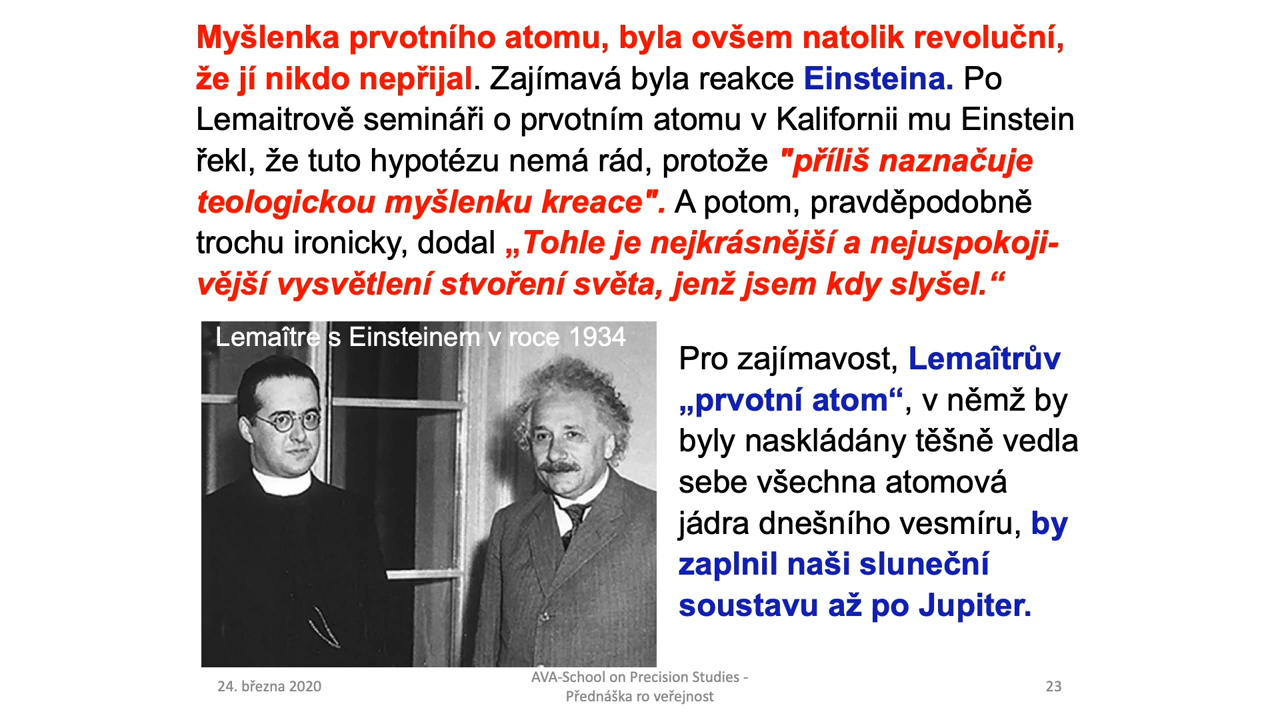 Myšlenka prvotního atomu, byla ovšem natolik revoluční,
že jí nikdo nepřijal. Zajímavá byla reakce Einsteina. Po
Lemaitrově semináři o prvotním atomu v Kalifornii mu Einstein
řekl, že tuto hypotézu nemá rád, protože "příliš naznačuje
teologickou myšlenku kreace". A potom, pravděpodobně
trochu ironicky, dodal „Tohle je nejkrásnější a nejuspokoji-
vější vysvětlení stvoření světa, jenž jsem kdy slyšel.“
Lemaître s Einsteinem v roce 1934
Pro zajímavost, Lemaîtrův
„prvotní atom“, v němž by
byly naskládány těšně vedla
sebe všechna atomová
jádra dnešního vesmíru, by
zaplnil naši sluneční
soustavu až po Jupiter.
24. března 2020
AVA-School on Precision Studies -
Přednáška ro veřejnost
23